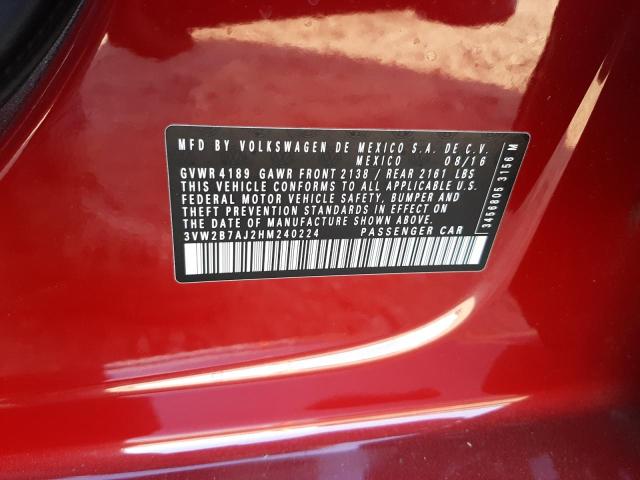 MFD BY VOLKSWAGEN DE MEXICO S.A. DE C.V.
MEXICO 08/16
GVWR 4189 GAWR FRONT 2138 / REAR 2161 LBS
THIS VEHICLE CONFORMS TO ALL APPLICABLE U.S.
FEDERAL MOTOR VEHICLE SAFETY, BUMPER AND
THEFT PREVENTION STANDARDS IN EFFECT ON
THE DATE OF MANUFACTURE SHOWN ABOVE.
3VW2B7AJ2HM240224 PASSENGER CAR
3456805 3156 M